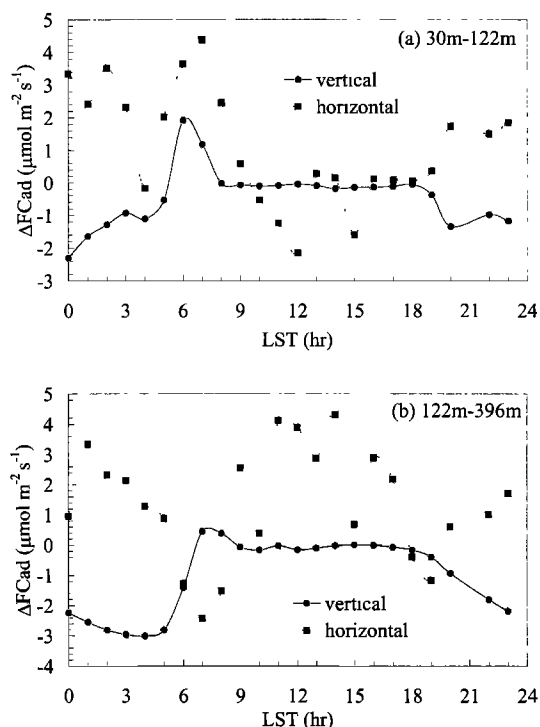 5
(a) 30m-122m
4
vertical
3
horizontal
2
1
0
-1
-2
-3
ΔFCad (μmol m⁻² s⁻¹)
0 3 6 9 12 15 18 21 24
LST (hr)
5
(b) 122m-396m
4
3
2
1
0
-1
-2
vertical
-3
horizontal
-4
ΔFCad (μmol m⁻² s⁻¹)
0 3 6 9 12 15 18 21 24
LST (hr)